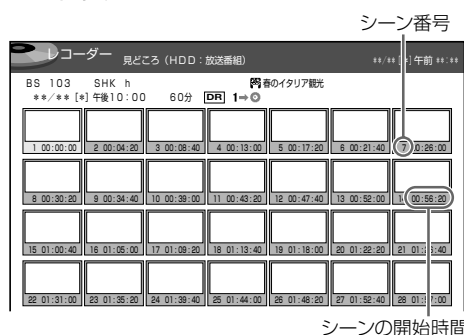 シーン番号
レコーダー 見どころ (HDD：放送番組) **/** [*] 午前 **:**
BS 103 SHK h 春のイタリア観光
**/** [*] 午後10:00 60分 DR 1➡
1 00:00:00 2 00:04:20 3 00:08:40 4 00:13:00 5 00:17:20 6 00:21:40 7 00:26:00
8 00:30:20 9 00:34:40 10 00:39:00 11 00:43:20 12 00:47:40 13 00:52:00 14 00:56:20
15 01:00:40 16 01:05:00 17 01:09:20 18 01:13:40 19 01:18:00 20 01:22:20 21
22 01:31:00 23 01:35:20 24 01:39:40 25 01:44:00 26 01:48:20 27 01:52:40 28
シーンの開始時間